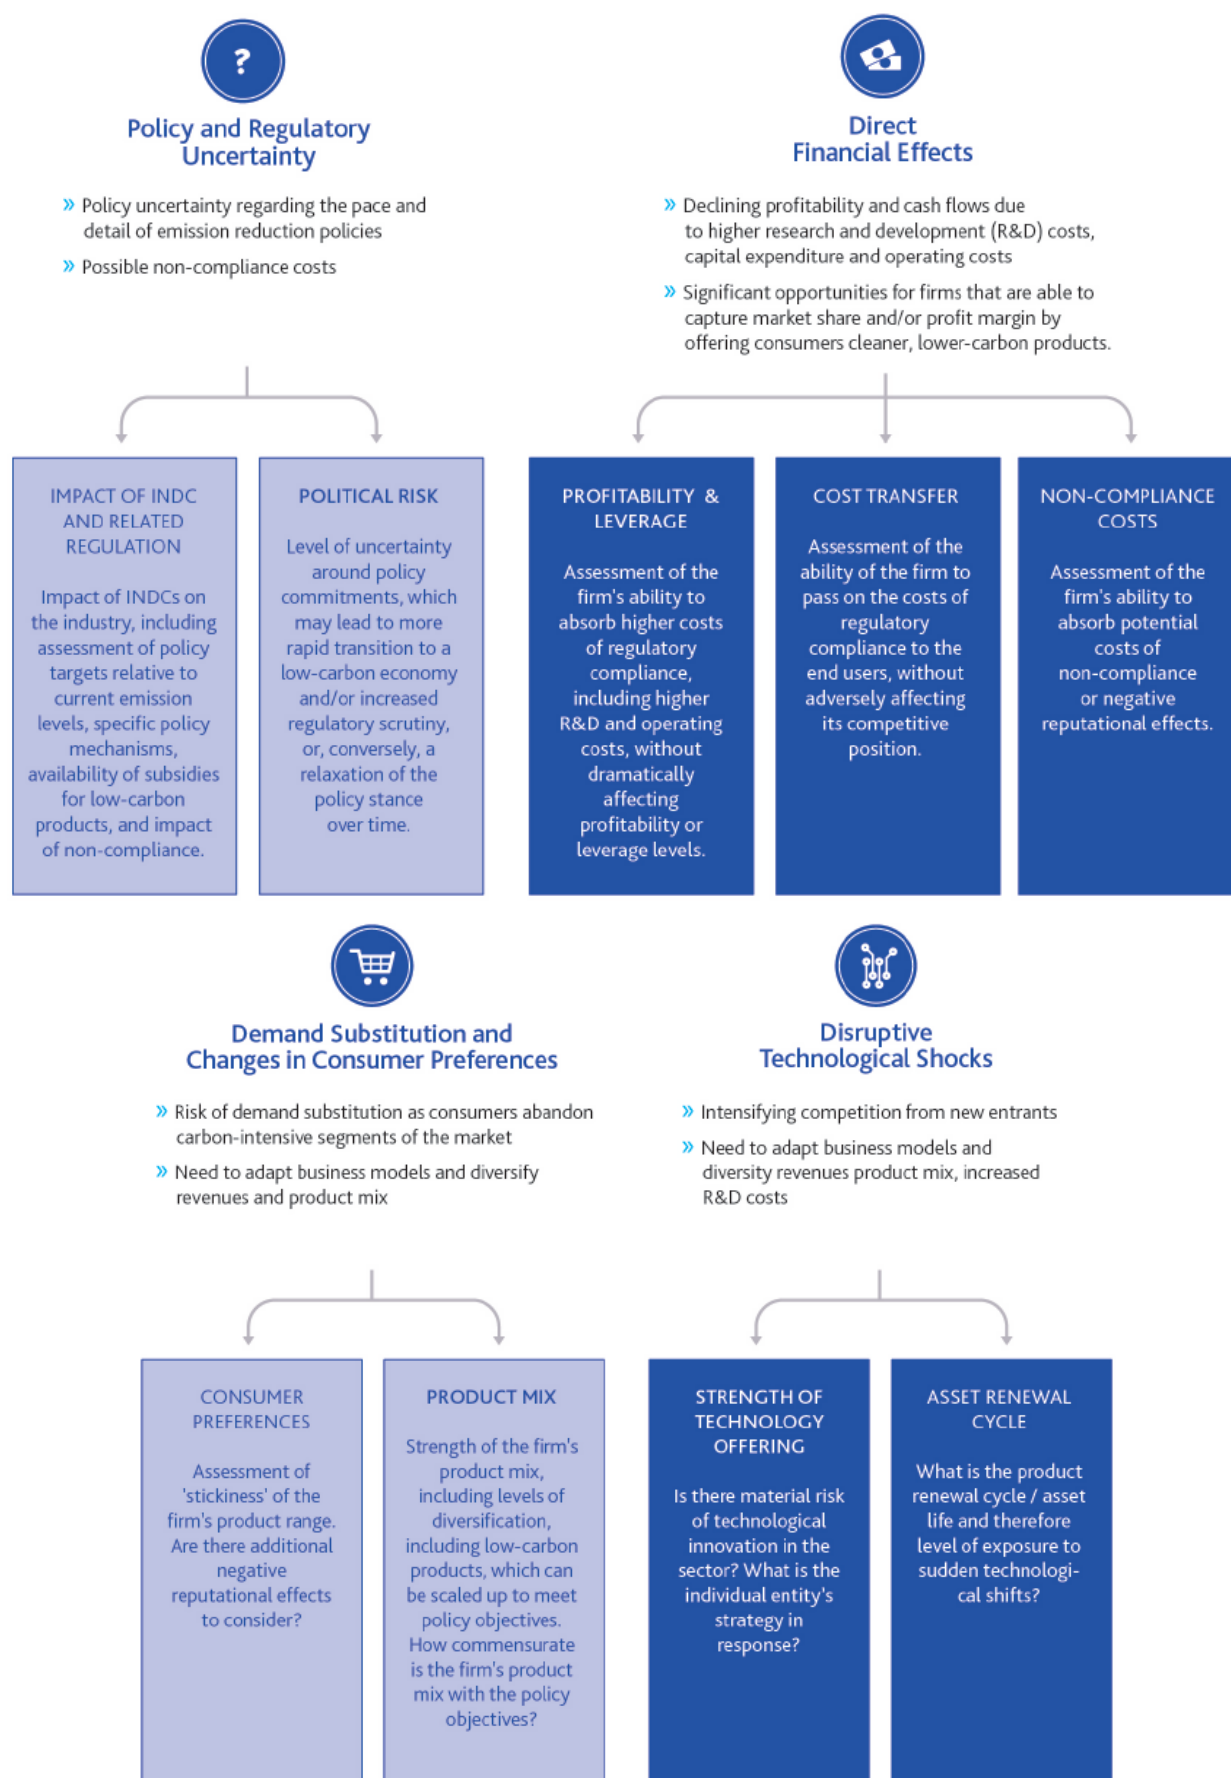 ?
Policy and Regulatory
Uncertainty
» Policy uncertainty regarding the pace and
detail of emission reduction policies
» Possible non-compliance costs
Direct
Financial Effects
» Declining profitability and cash flows due
to higher research and development (R&D) costs,
capital expenditure and operating costs
» Significant opportunities for firms that are able to
capture market share and/or profit margin by
offering consumers cleaner, lower-carbon products.
IMPACT OF INDC
AND RELATED
REGULATION
Impact of INDCs on
the industry, including
assessment of policy
targets relative to
current emission
levels, specific policy
mechanisms,
availability of subsidies
for low-carbon
products, and impact
of non-compliance.
POLITICAL RISK
Level of uncertainty
around policy
commitments, which
may lead to more
rapid transition to a
low-carbon economy
and/or increased
regulatory scrutiny,
or, conversely, a
relaxation of the
policy stance
over time.
PROFITABILITY &
LEVERAGE
Assessment of the
firm's ability to
absorb higher costs
of regulatory
compliance,
including higher
R&D and operating
costs, without
dramatically
affecting
profitability or
leverage levels.
COST TRANSFER
Assessment of the
ability of the firm to
pass on the costs of
regulatory
compliance to the
end users, without
adversely affecting
its competitive
position.
NON-COMPLIANCE
COSTS
Assessment of the
firm's ability to
absorb potential
costs of
non-compliance
or negative
reputational effects.
Demand Substitution and
Changes in Consumer Preferences
» Risk of demand substitution as consumers abandon
carbon-intensive segments of the market
» Need to adapt business models and diversify
revenues and product mix
Disruptive
Technological Shocks
» Intensifying competition from new entrants
» Need to adapt business models and
diversity revenues product mix, increased
R&D costs
CONSUMER
PREFERENCES
Assessment of
'stickiness' of the
firm's product range.
Are there additional
negative
reputational effects
to consider?
PRODUCT MIX
Strength of the firm's
product mix,
including levels of
diversification,
including low-carbon
products, which can
be scaled up to meet
policy objectives.
How commensurate
is the firm's product
mix with the policy
objectives?
STRENGTH OF
TECHNOLOGY
OFFERING
Is there material risk
of technological
innovation in the
sector? What is the
individual entity's
strategy in
response?
ASSET RENEWAL
CYCLE
What is the product
renewal cycle / asset
life and therefore
level of exposure to
sudden technologi-
cal shifts?